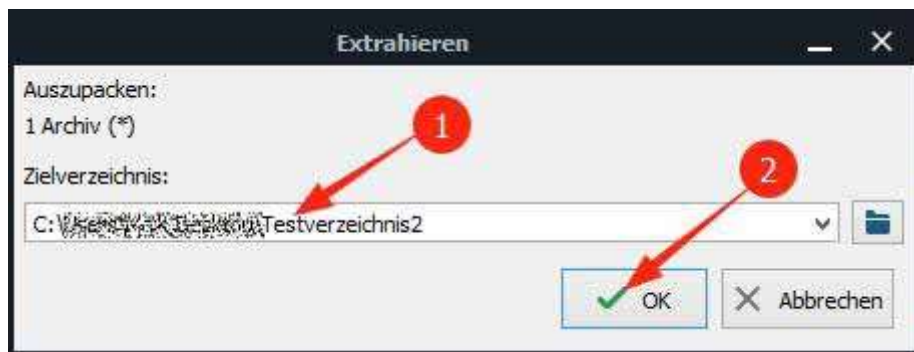 Extrahieren
Auszupacken:
1 Archiv (*)
1
Zielverzeichnis:
2
C:\ \Testverzeichnis2
OK
Abbrechen